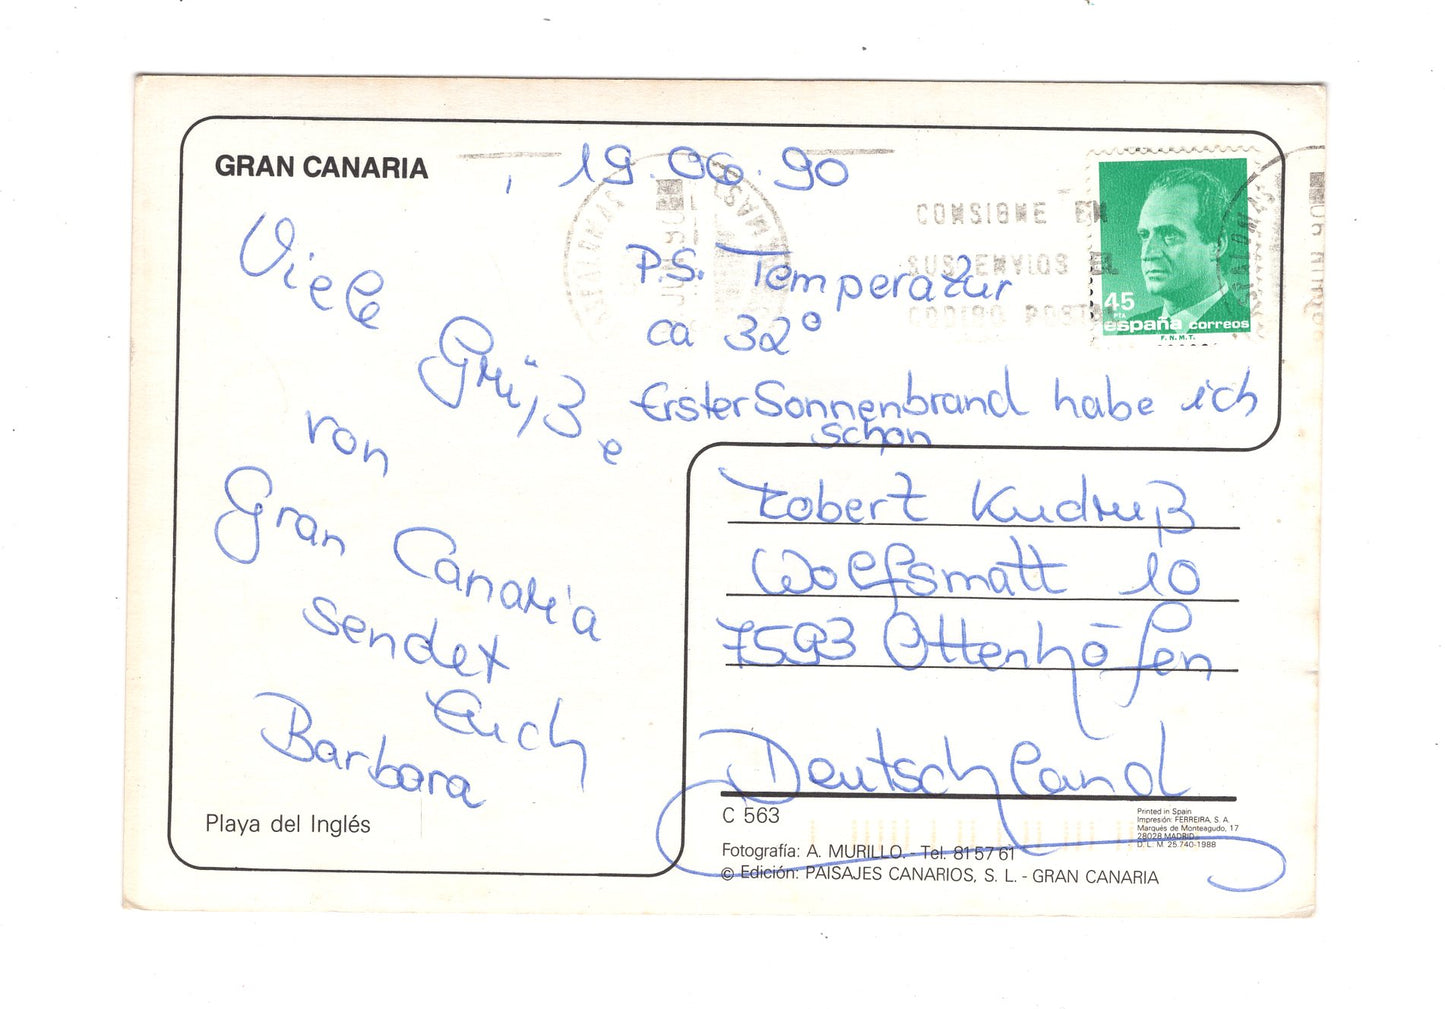 GRAN CANARIA
19.06.90
Viele
Grüße
von
Gran Canaria
sendet
Euch
Barbara
P.S. Temperatur
ca 32°
Erster Sonnenbrand habe ich
schon
CONSIGNE EN
SUS ENVIOS EL
CODIGO POSTAL
45
PTA
españa correos
F.N.M.T.
Robert Kudruß
Wolfsmatt 10
7593 Ottenhöfen
Deutschland
Playa del Inglés
C 563
Printed in Spain
Impresión: FERREIRA, S. A.
Marqués de Monteagudo, 17
28028 MADRID
D. L. M. 25.740-1988
Fotografía: A. MURILLO. - Tel. 81 57 61
© Edición: PAISAJES CANARIOS, S. L. - GRAN CANARIA